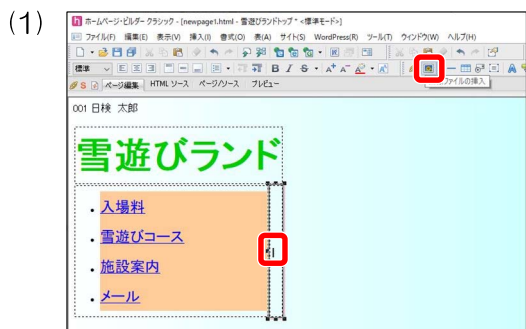 (1)
ホームページ・ビルダー クラシック - [newpage1.html - 雪遊びランドトップ * <標準モード>]
ファイル(F) 編集(E) 表示(V) 挿入(I) 書式(O) 表(A) サイト(S) WordPress(R) ツール(T) ウィンドウ(W) ヘルプ(H)
標準
B I S
ページ編集 HTML ソース ページ/ソース プレビュー
ファイルの挿入
001 日検 太郎
雪遊びランド
・入場料
・雪遊びコース
・施設案内
・メール